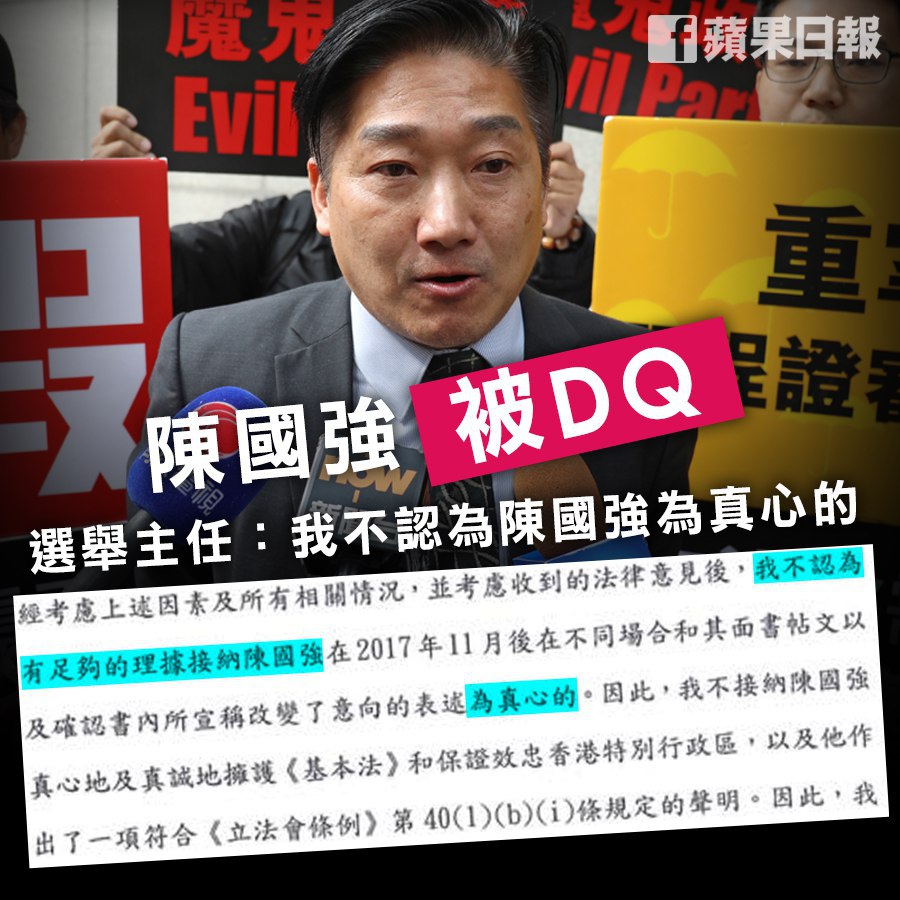 蘋果日報
魔鬼
Evil
Evil Part
重
程證審
now
陳國強 被DQ
選舉主任：我不認為陳國強為真心的
經考慮上述因素及所有相關情況，並考慮收到的法律意見後，我不認為
有足夠的理據接納陳國強在2017年11月後在不同場合和其面書帖文以
及確認書內所宣稱改變了意向的表述為真心的。因此，我不接納陳國強
真心地及真誠地擁護《基本法》和保證效忠香港特別行政區，以及他作
出了一項符合《立法會條例》第 40(1)(b)(i)條規定的聲明。因此，我